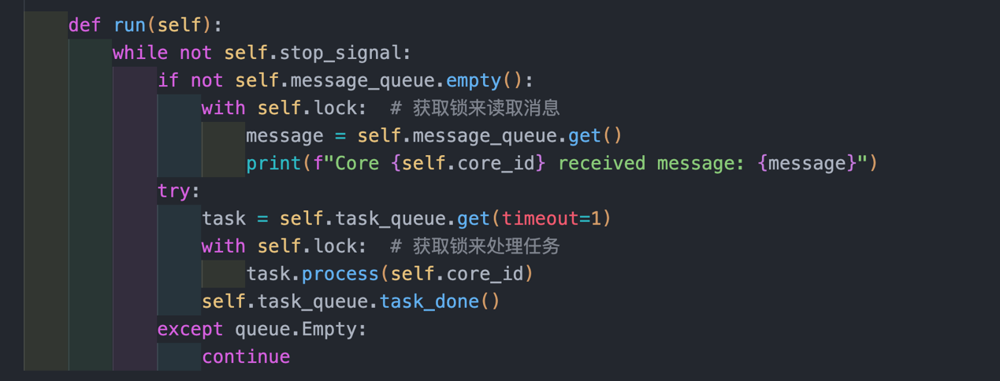 def run(self):
    while not self.stop_signal:
        if not self.message_queue.empty():
            with self.lock:  # 获取锁来读取消息
                message = self.message_queue.get()
                print(f"Core {self.core_id} received message: {message}")
        try:
            task = self.task_queue.get(timeout=1)
            with self.lock:  # 获取锁来处理任务
                task.process(self.core_id)
            self.task_queue.task_done()
        except queue.Empty:
            continue